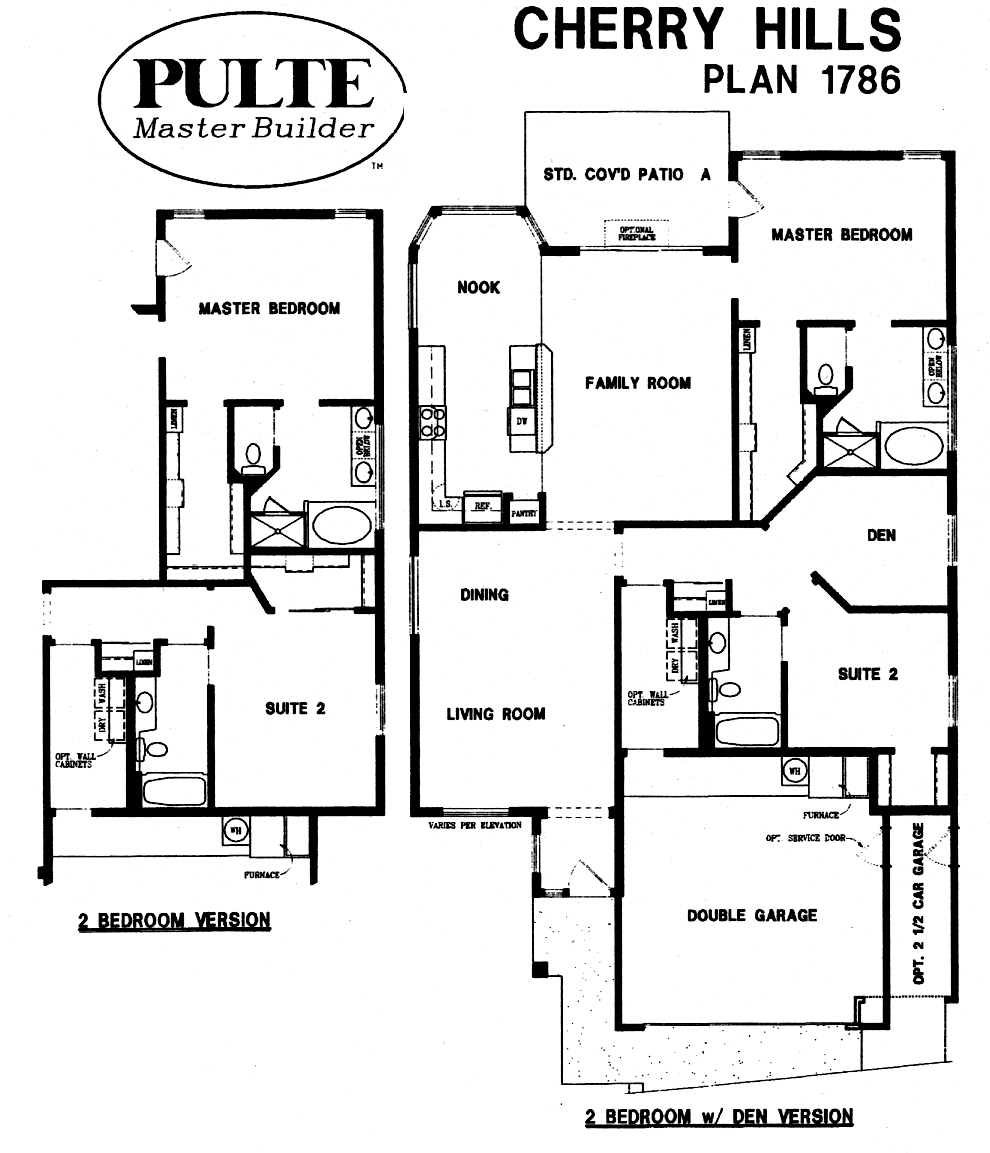 CHERRY HILLS
PLAN 1786
PULTE
Master Builder
TM
STD. COV'D PATIO A
OPTIONAL
FIREPLACE
MASTER BEDROOM
NOOK
FAMILY ROOM
LINEN
OPEN
BELOW
DW
L.S.
REF.
PANTRY
DEN
DINING
LINEN
WASH
DRY
OPT. WALL
CABINETS
SUITE 2
LIVING ROOM
WH
FURNACE
VARIES PER ELEVATION
OPT. SERVICE DOOR
DOUBLE GARAGE
OPT. 2 1/2 CAR GARAGE
2 BEDROOM w/ DEN VERSION
MASTER BEDROOM
LINEN
OPEN
BELOW
LINEN
WASH
DRY
OPT. WALL
CABINETS
SUITE 2
WH
FURNACE
2 BEDROOM VERSION